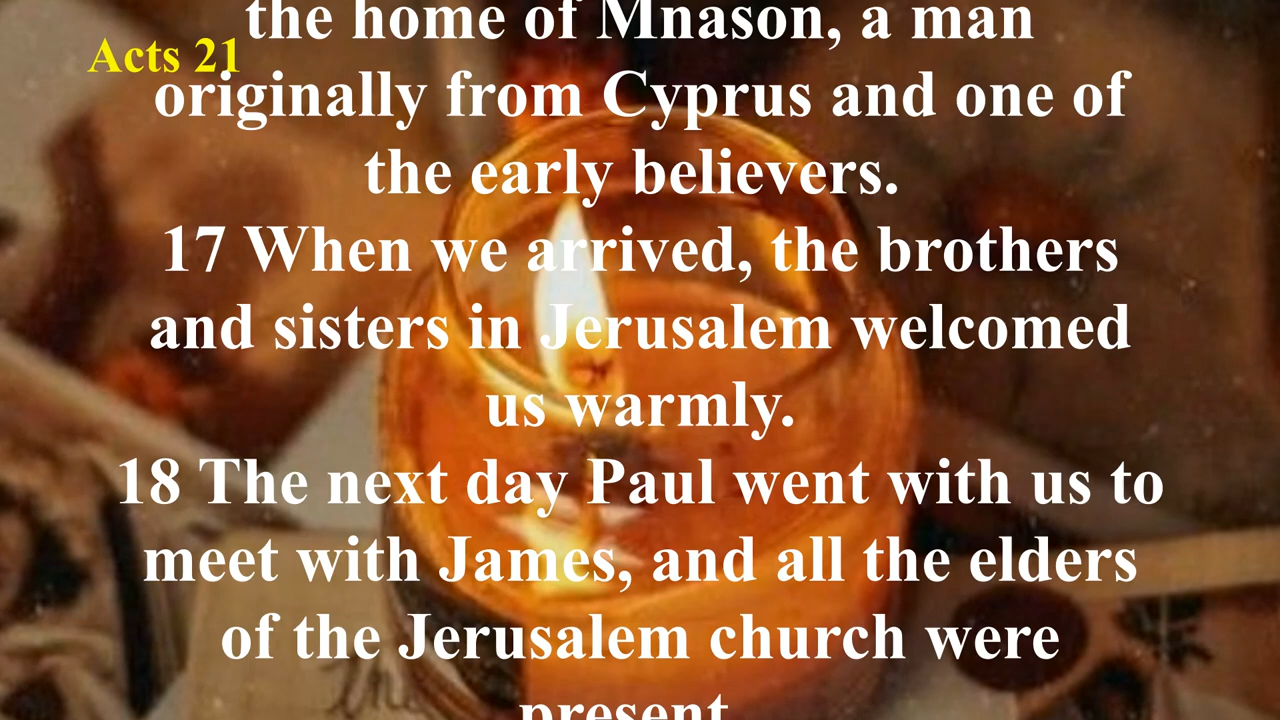 the home of Mnason, a man
Acts 21
originally from Cyprus and one of
the early believers.
17 When we arrived, the brothers
and sisters in Jerusalem welcomed
us warmly.
18 The next day Paul went with us to
meet with James, and all the elders
of the Jerusalem church were
present.